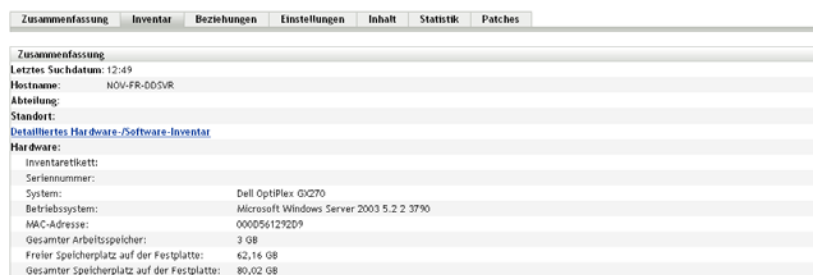 Zusammenfassung Inventar Beziehungen Einstellungen Inhalt Statistik Patches
Zusammenfassung
Letztes Suchdatum: 12:49
Hostname: NOV-FR-DDSVR
Abteilung:
Standort:
Detailliertes Hardware-/Software-Inventar
Hardware:
Inventaretikett:
Seriennummer:
System: Dell OptiPlex GX270
Betriebssystem: Microsoft Windows Server 2003 5.2 2 3790
MAC-Adresse: 000D561292D9
Gesamter Arbeitsspeicher: 3 GB
Freier Speicherplatz auf der Festplatte: 62,16 GB
Gesamter Speicherplatz auf der Festplatte: 80,02 GB